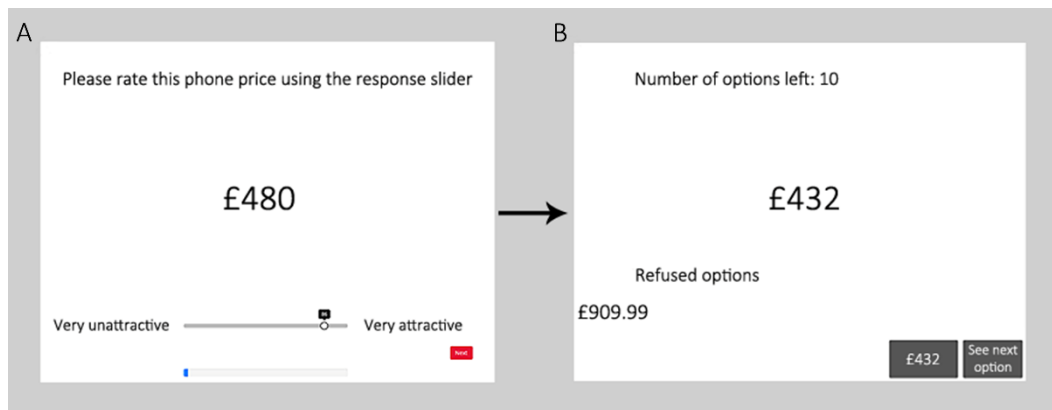 A
Please rate this phone price using the response slider
£480
Very unattractive
Very attractive
Next
B
Number of options left: 10
£432
Refused options
£909.99
£432
See next
option